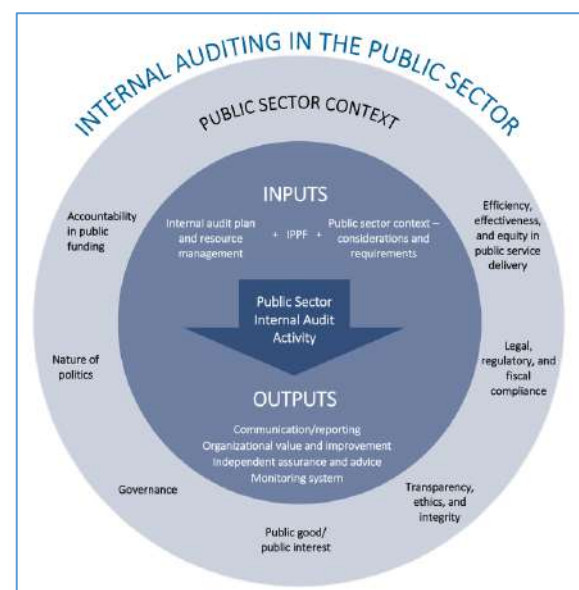 INTERNAL AUDITING IN THE PUBLIC SECTOR
PUBLIC SECTOR CONTEXT
INPUTS
Internal audit plan
and resource
management
+ IPPF +
Public sector context –
considerations and
requirements
Public Sector
Internal Audit
Activity
OUTPUTS
Communication/reporting
Organizational value and improvement
Independent assurance and advice
Monitoring system
Accountability
in public
funding
Nature of
politics
Governance
Public good/
public interest
Transparency,
ethics, and
integrity
Legal,
regulatory, and
fiscal
compliance
Efficiency,
effectiveness,
and equity in
public service
delivery